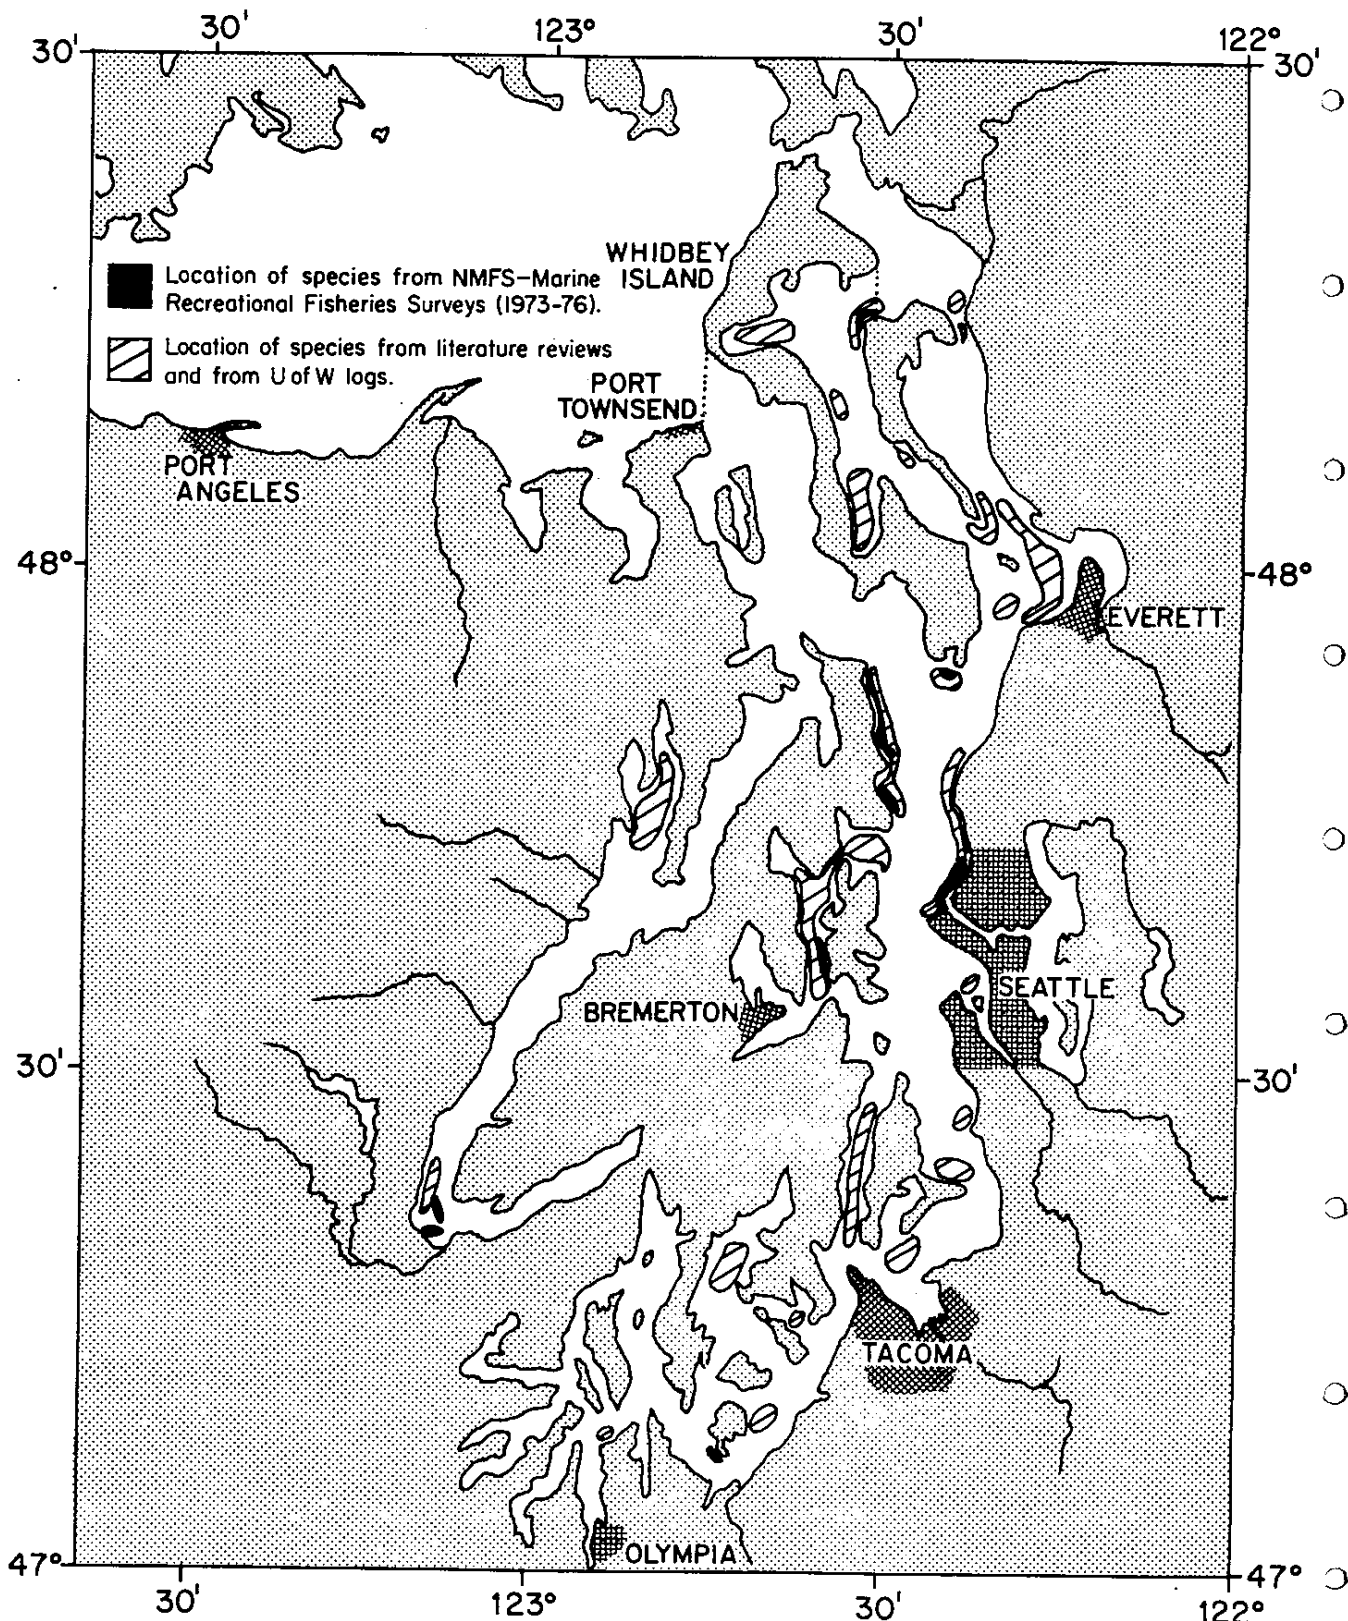 30' 123° 30' 122°
30' 30'
WHIDBEY
ISLAND
Location of species from NMFS-Marine
Recreational Fisheries Surveys (1973-76).
Location of species from literature reviews
and from U of W logs.
PORT
TOWNSEND
PORT
ANGELES
48° 48°
EVERETT
SEATTLE
BREMERTON
30' 30'
TACOMA
OLYMPIA
47° 47°
30' 123° 30' 122°